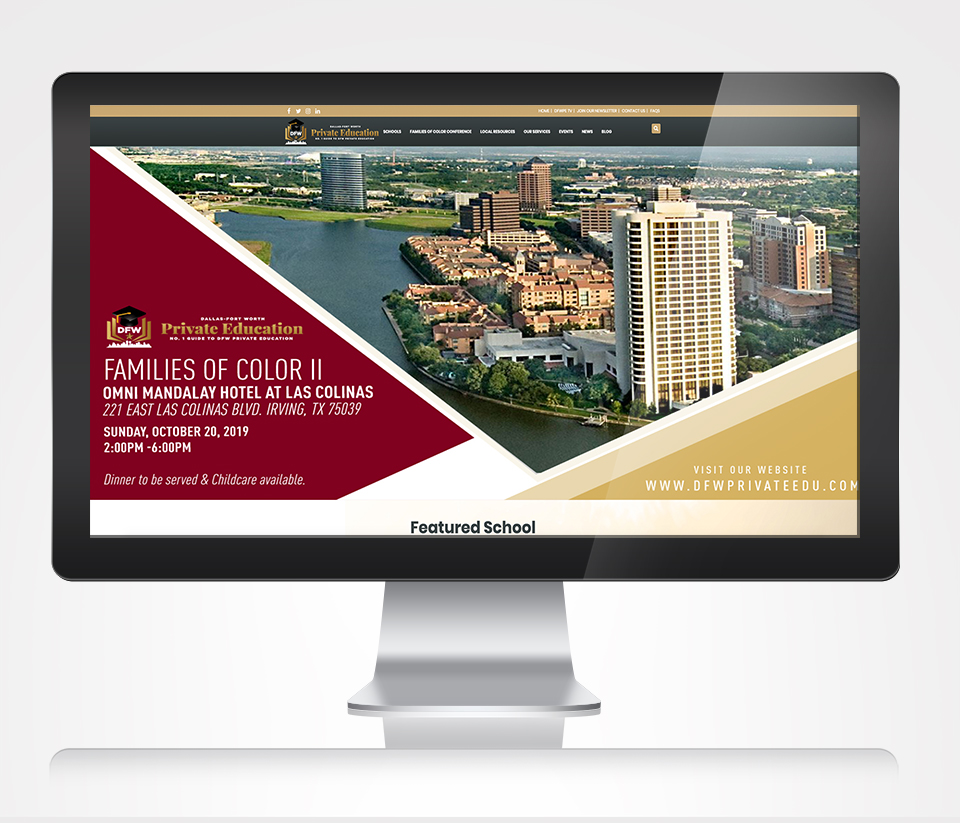 HOME | DFWPE TV | JOIN OUR NEWSLETTER | CONTACT US | FAQS
DFW
DALLAS-FORT WORTH
Private Education
NO. 1 GUIDE TO DFW PRIVATE EDUCATION
SCHOOLS FAMILIES OF COLOR CONFERENCE LOCAL RESOURCES OUR SERVICES EVENTS NEWS BLOG
DFW
DALLAS-FORT WORTH
Private Education
NO. 1 GUIDE TO DFW PRIVATE EDUCATION
FAMILIES OF COLOR II
OMNI MANDALAY HOTEL AT LAS COLINAS
221 EAST LAS COLINAS BLVD. IRVING, TX 75039
SUNDAY, OCTOBER 20, 2019
2:00PM -6:00PM
Dinner to be served & Childcare available.
VISIT OUR WEBSITE
WWW.DFWPRIVATEEDU.COM
Featured School